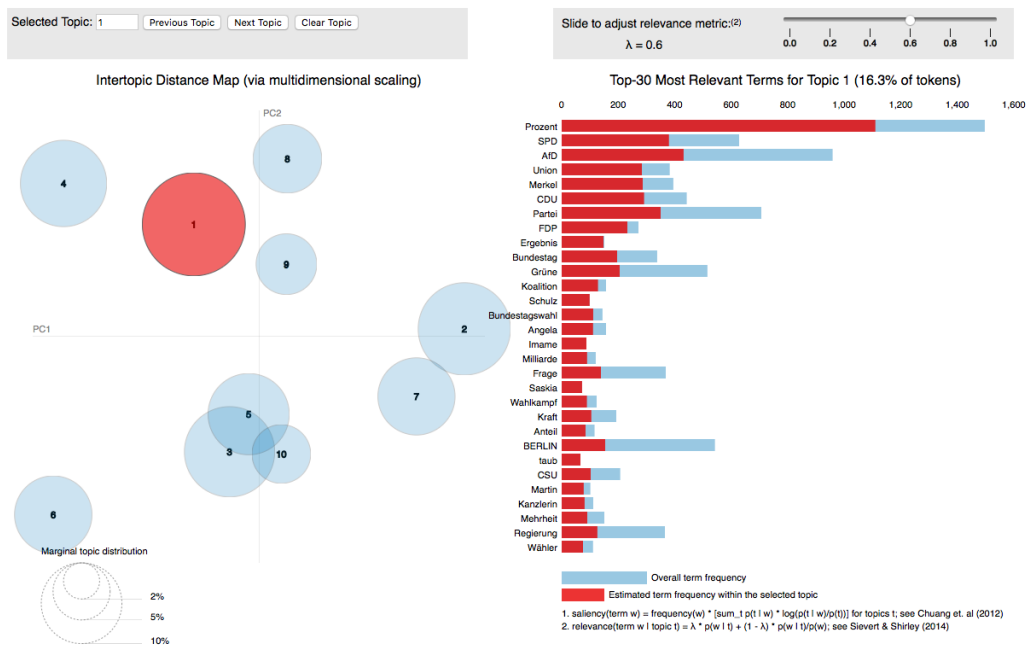 Selected Topic: 1 Previous Topic Next Topic Clear Topic
Slide to adjust relevance metric:(2)
λ = 0.6
0.0 0.2 0.4 0.6 0.8 1.0
Intertopic Distance Map (via multidimensional scaling)
PC2
PC1
4
1
8
9
2
7
5
3
10
6
Marginal topic distribution
2%
5%
10%
Top-30 Most Relevant Terms for Topic 1 (16.3% of tokens)
0 200 400 600 800 1,000 1,200 1,400 1,600
Prozent
SPD
AfD
Union
Merkel
CDU
Partei
FDP
Ergebnis
Bundestag
Grüne
Koalition
Schulz
Bundestagswahl
Angela
Imame
Milliarde
Frage
Saskia
Wahlkampf
Kraft
Anteil
BERLIN
taub
CSU
Martin
Kanzlerin
Mehrheit
Regierung
Wähler
Overall term frequency
Estimated term frequency within the selected topic
1. saliency(term w) = frequency(w) * [sum_t p(t | w) * log(p(t | w)/p(t))] for topics t; see Chuang et. al (2012)
2. relevance(term w | topic t) = λ * p(w | t) + (1 - λ) * p(w | t)/p(w); see Sievert & Shirley (2014)